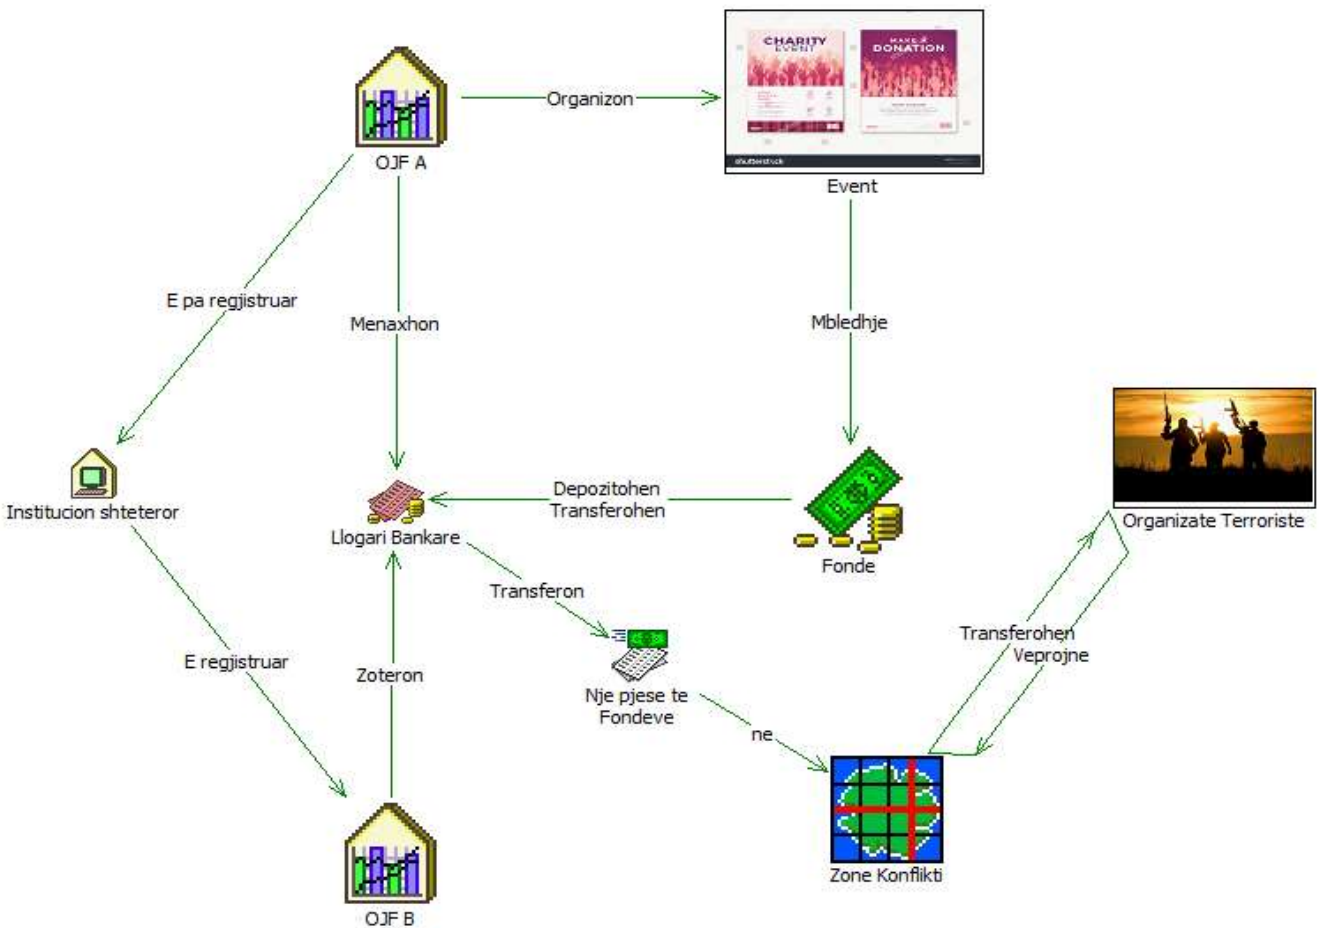 CHARITY
EVENT
MAKE A
DONATION
shutterstock
Organizon
OJF A
Event
E pa regjistruar
Menaxhon
Mbledhje
Institucion shteteror
Llogari Bankare
Depozitohen
Transferohen
Fonde
Organizate Terroriste
Transferon
E regjistruar
Zoteron
Nje pjese te
Fondeve
ne
Transferohen
Veprojne
Zone Konflikti
OJF B